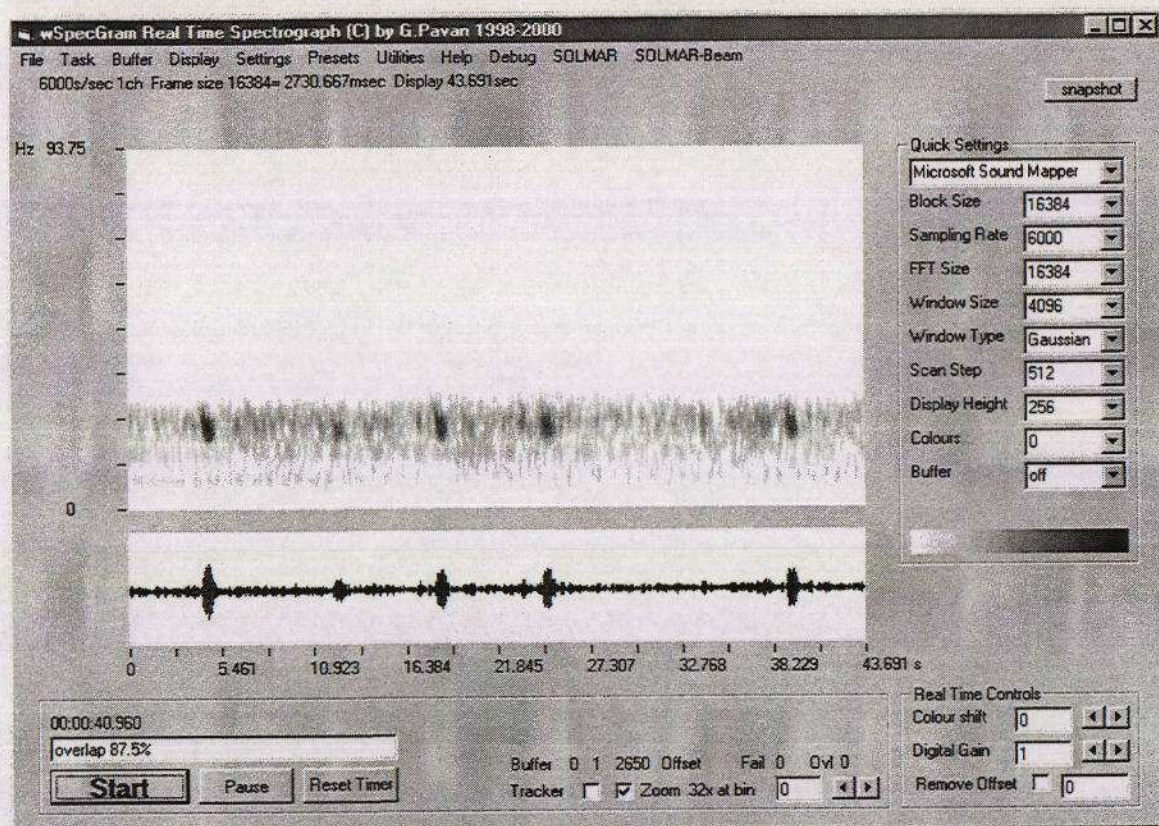 wSpecGram Real Time Spectrograph (C) by G.Pavan 1998-2000
File Task Buffer Display Settings Presets Utilities Help Debug SOLMAR SOLMAR-Beam
6000s/sec 1ch Frame size 16384= 2730.667msec Display 43.691sec
snapshot
Hz 93.75
0
0 5.461 10.923 16.384 21.845 27.307 32.768 38.229 43.691 s
Quick Settings
Microsoft Sound Mapper
Block Size 16384
Sampling Rate 6000
FFT Size 16384
Window Size 4096
Window Type Gaussian
Scan Step 512
Display Height 256
Colours 0
Buffer off
00:00:40.960
overlap 87.5%
Start Pause Reset Timer
Buffer 0 1 2650 Offset Fail 0 Ovl 0
Tracker Zoom 32x at bin 0
Real Time Controls
Colour shift 0
Digital Gain 1
Remove Offset 0